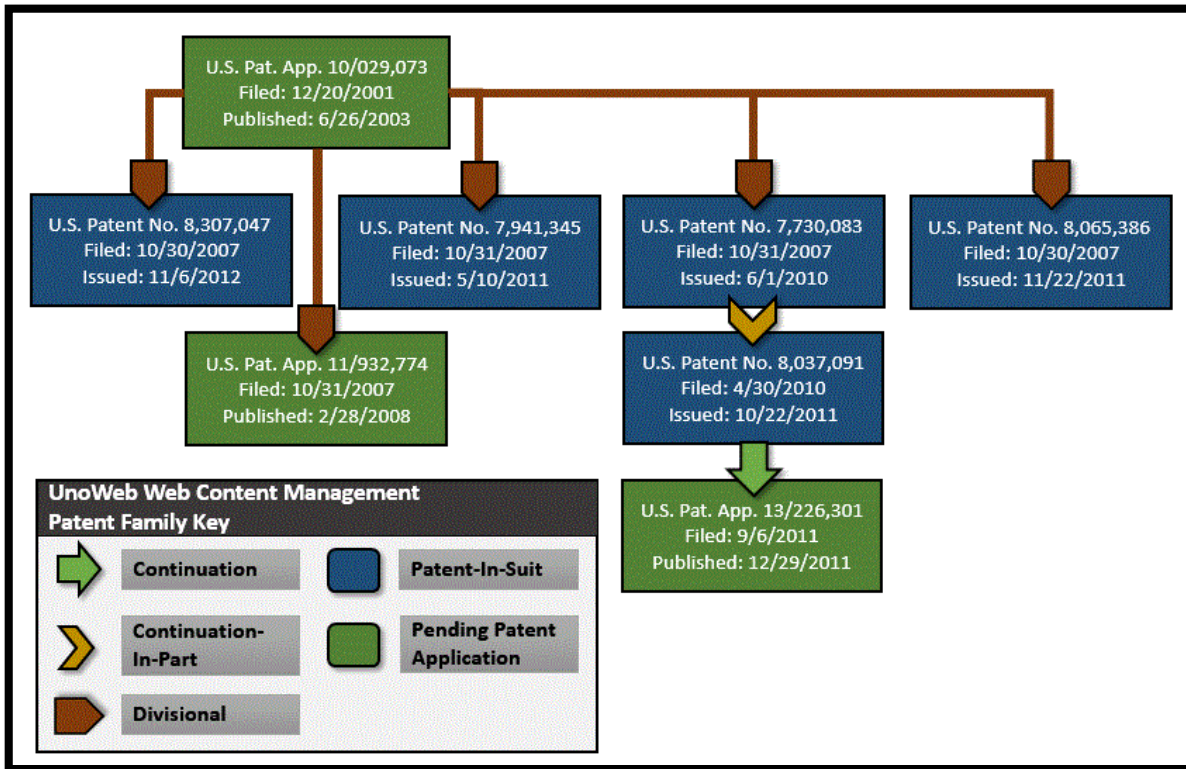 U.S. Pat. App. 10/029,073
Filed: 12/20/2001
Published: 6/26/2003
U.S. Patent No. 8,307,047
Filed: 10/30/2007
Issued: 11/6/2012
U.S. Patent No. 7,941,345
Filed: 10/31/2007
Issued: 5/10/2011
U.S. Patent No. 7,730,083
Filed: 10/31/2007
Issued: 6/1/2010
U.S. Patent No. 8,065,386
Filed: 10/30/2007
Issued: 11/22/2011
U.S. Pat. App. 11/932,774
Filed: 10/31/2007
Published: 2/28/2008
U.S. Patent No. 8,037,091
Filed: 4/30/2010
Issued: 10/22/2011
U.S. Pat. App. 13/226,301
Filed: 9/6/2011
Published: 12/29/2011
UnoWeb Web Content Management
Patent Family Key
Continuation
Patent-In-Suit
Continuation-
In-Part
Pending Patent
Application
Divisional